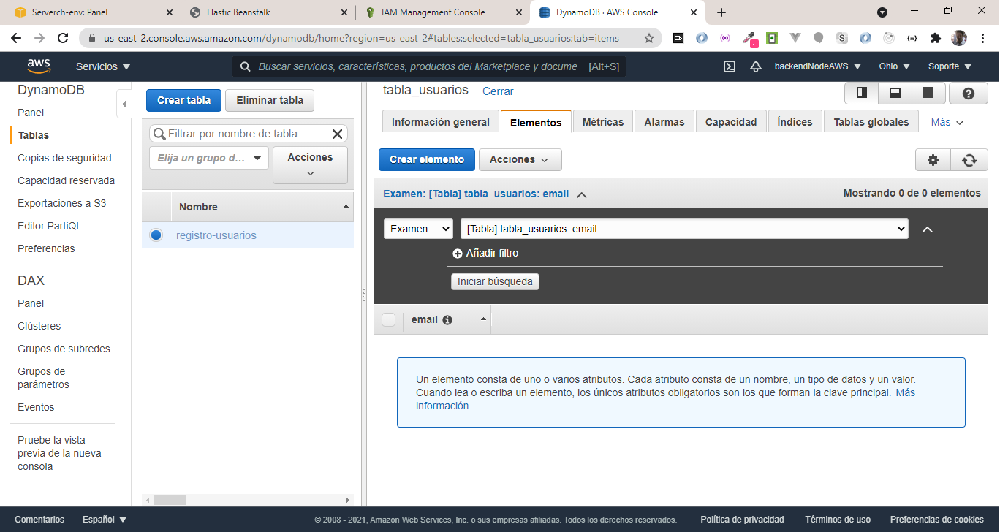 Serverch-env: Panel
Elastic Beanstalk
IAM Management Console
DynamoDB · AWS Console
us-east-2.console.aws.amazon.com/dynamodb/home?region=us-east-2#tables:selected=tabla_usuarios;tab=items
aws
Servicios
Buscar servicios, características, productos del Marketplace y docume [Alt+S]
backendNodeAWS
Ohio
Soporte
DynamoDB
Panel
Tablas
Copias de seguridad
Capacidad reservada
Exportaciones a S3
Editor PartiQL
Preferencias
DAX
Panel
Clústeres
Grupos de subredes
Grupos de
parámetros
Eventos
Pruebe la vista
previa de la nueva
consola
Crear tabla
Eliminar tabla
Filtrar por nombre de tabla
Elija un grupo d...
Acciones
Nombre
registro-usuarios
tabla_usuarios Cerrar
Información general
Elementos
Métricas
Alarmas
Capacidad
Índices
Tablas globales
Más
Crear elemento
Acciones
Examen: [Tabla] tabla_usuarios: email
Mostrando 0 de 0 elementos
Examen
[Tabla] tabla_usuarios: email
Añadir filtro
Iniciar búsqueda
email
Un elemento consta de uno o varios atributos. Cada atributo consta de un nombre, un tipo de datos y un valor.
Cuando lea o escriba un elemento, los únicos atributos obligatorios son los que forman la clave principal. Más
información
Comentarios
Español
© 2008 - 2021, Amazon Web Services, Inc. o sus empresas afiliadas. Todos los derechos reservados.
Política de privacidad
Términos de uso
Preferencias de cookies